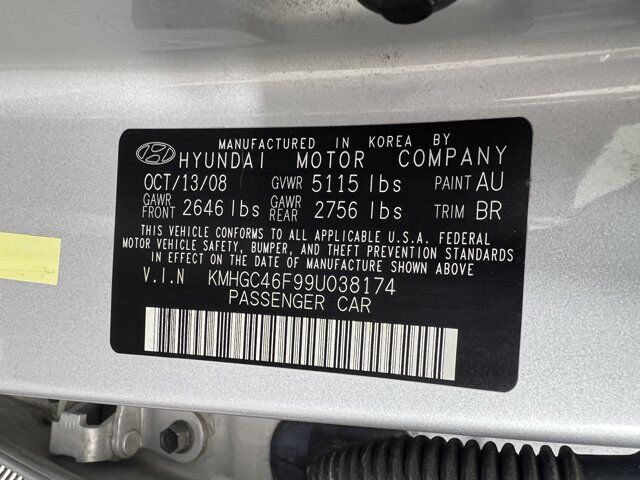 MANUFACTURED IN KOREA BY
HYUNDAI MOTOR COMPANY
OCT/13/08 GVWR 5115 lbs PAINT AU
GAWR FRONT 2646 lbs GAWR REAR 2756 lbs TRIM BR
THIS VEHICLE CONFORMS TO ALL APPLICABLE U.S.A. FEDERAL
MOTOR VEHICLE SAFETY, BUMPER, AND THEFT PREVENTION STANDARDS
IN EFFECT ON THE DATE OF MANUFACTURE SHOWN ABOVE
V.I.N KMHGC46F99U038174
PASSENGER CAR